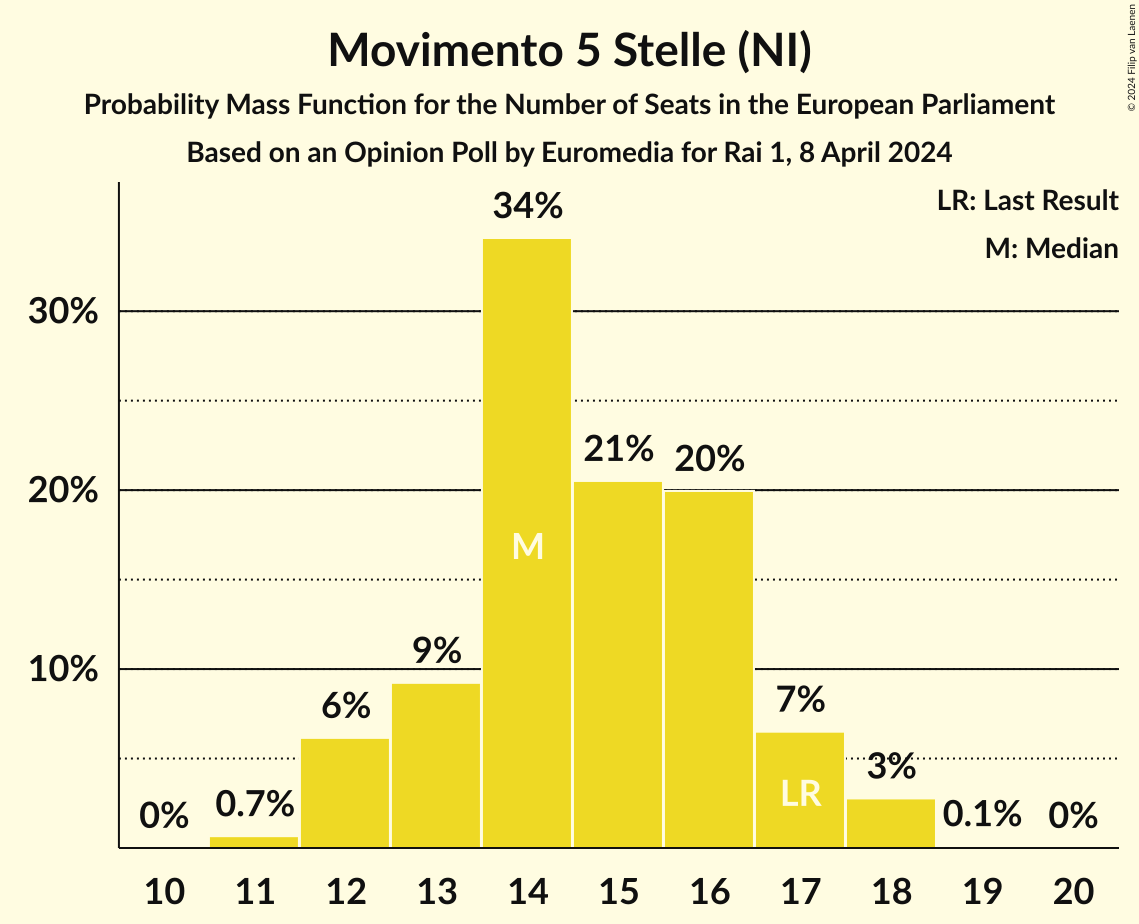 Movimento 5 Stelle (NI)
Probability Mass Function for the Number of Seats in the European Parliament
Based on an Opinion Poll by Euromedia for Rai 1, 8 April 2024
© 2024 Filip van Laenen
LR: Last Result
M: Median
30%
20%
10%
0%
0.7%
6%
9%
34%
21%
20%
7%
3%
0.1%
0%
M
LR
10 11 12 13 14 15 16 17 18 19 20